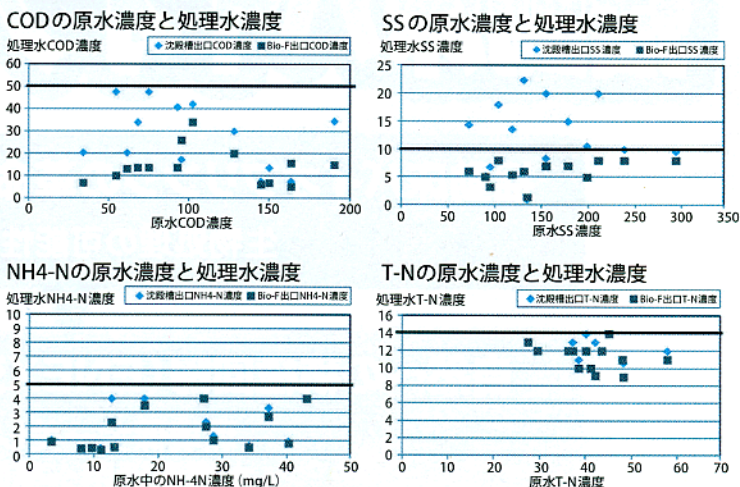 CODの原水濃度と処理水濃度
処理水COD濃度
沈殿槽出口COD濃度 Bio-F出口COD濃度
60
50
40
30
20
10
0
0 50 100 150 200
原水COD濃度
SSの原水濃度と処理水濃度
処理水SS濃度
沈殿槽出口SS濃度 Bio-F出口SS濃度
25
20
15
10
5
0
0 50 100 150 200 250 300 350
原水SS濃度
NH4-Nの原水濃度と処理水濃度
処理水NH4-N濃度
沈殿槽出口NH4-N濃度 Bio-F出口NH4-N濃度
10
9
8
7
6
5
4
3
2
1
0
0 10 20 30 40 50
原水中のNH-4N濃度(mg/L)
T-Nの原水濃度と処理水濃度
処理水T-N濃度
沈殿槽出口T-N濃度 Bio-F出口T-N濃度
16
14
12
10
8
6
4
2
0
0 10 20 30 40 50 60 70
原水T-N濃度